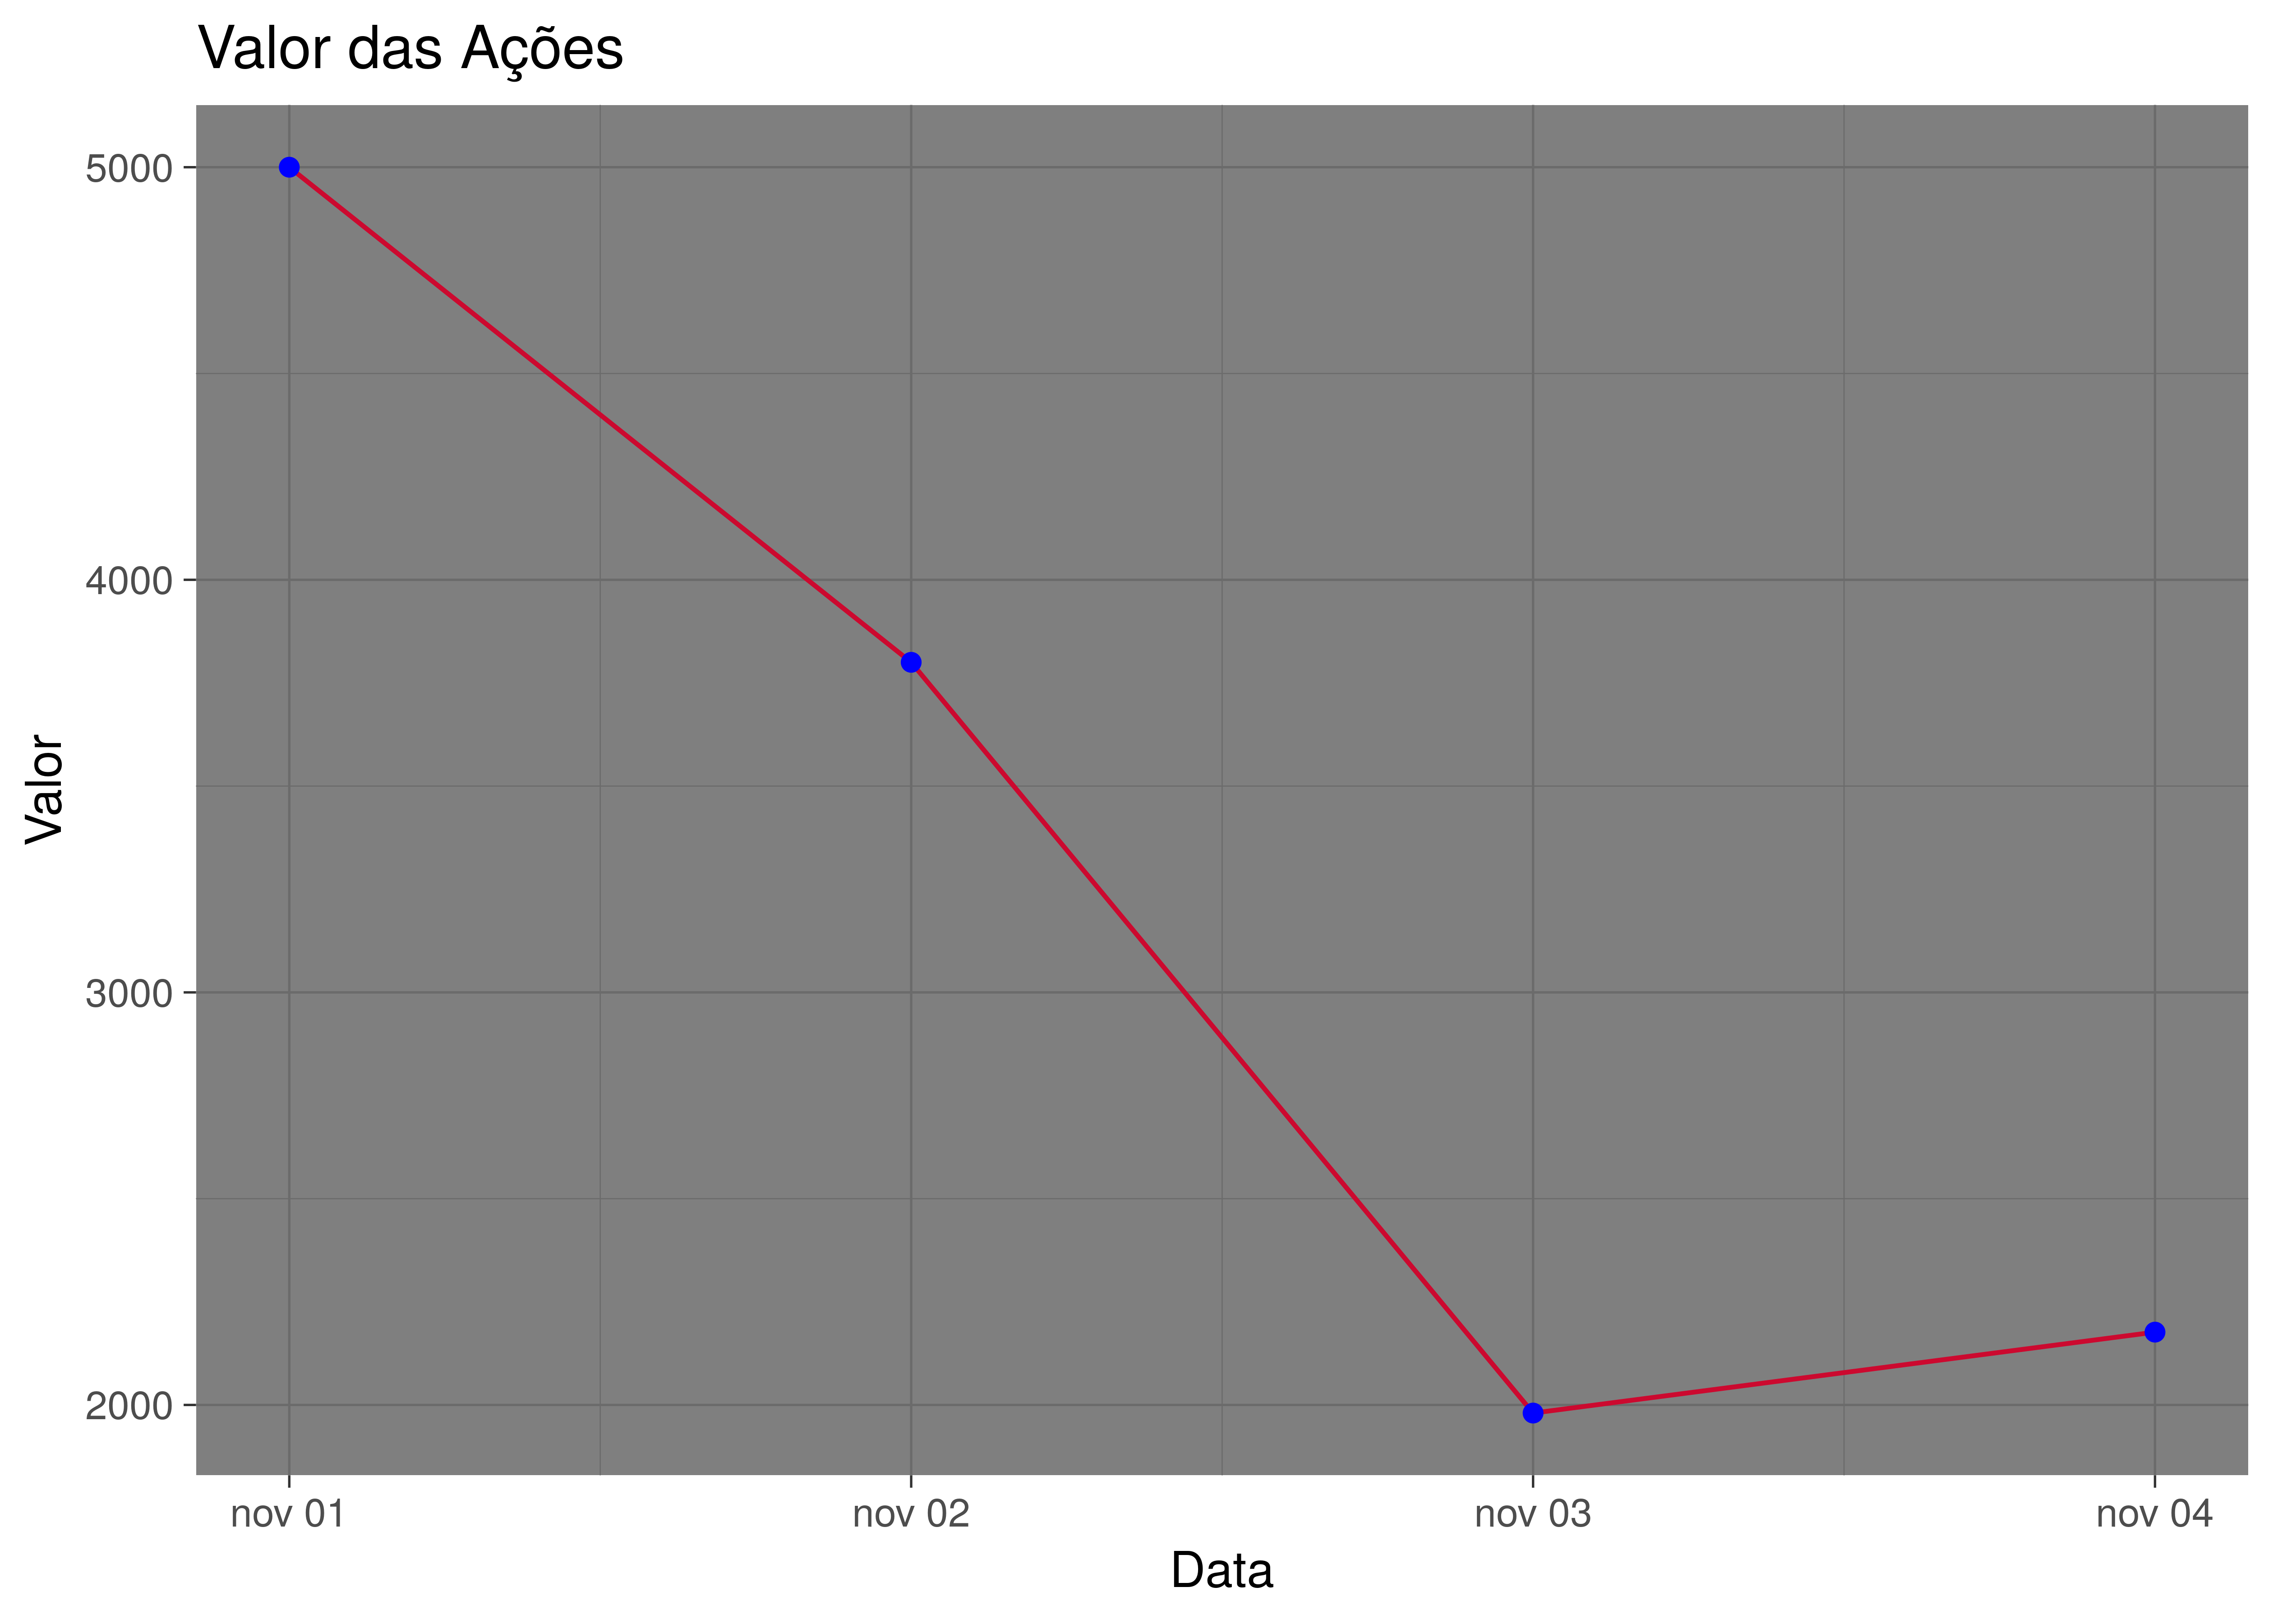 Valor das Ações
Valor
5000
4000
3000
2000
nov 01
nov 02
nov 03
nov 04
Data